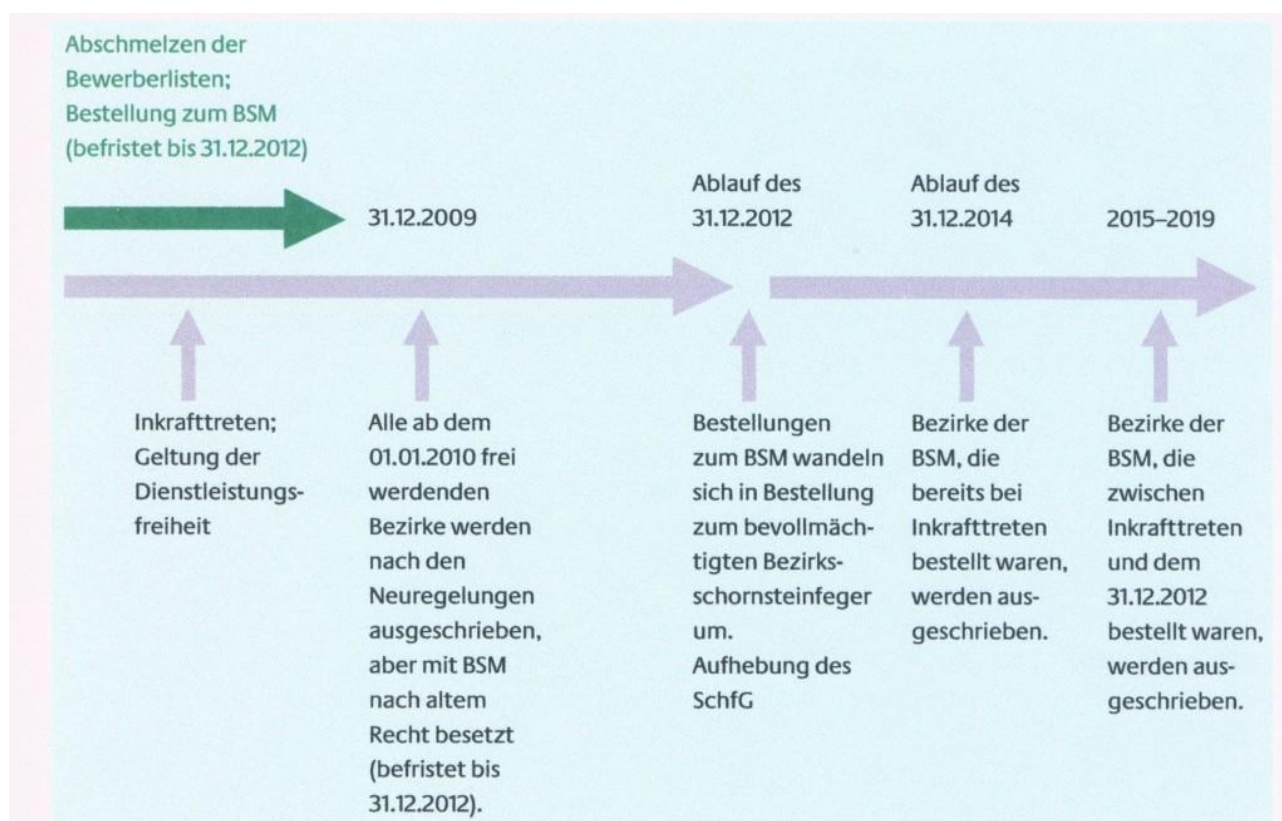 Abschmelzen der
Bewerberlisten;
Bestellung zum BSM
(befristet bis 31.12.2012)
31.12.2009
Ablauf des
31.12.2012
Ablauf des
31.12.2014
2015–2019
Inkrafttreten;
Geltung der
Dienstleistungs-
freiheit
Alle ab dem
01.01.2010 frei
werdenden
Bezirke werden
nach den
Neuregelungen
ausgeschrieben,
aber mit BSM
nach altem
Recht besetzt
(befristet bis
31.12.2012).
Bestellungen
zum BSM wandeln
sich in Bestellung
zum bevollmäch-
tigten Bezirks-
schornsteinfeger
um.
Aufhebung des
SchfG
Bezirke der
BSM, die
bereits bei
Inkrafttreten
bestellt waren,
werden aus-
geschrieben.
Bezirke der
BSM, die
zwischen
Inkrafttreten
und dem
31.12.2012
bestellt waren,
werden aus-
geschrieben.